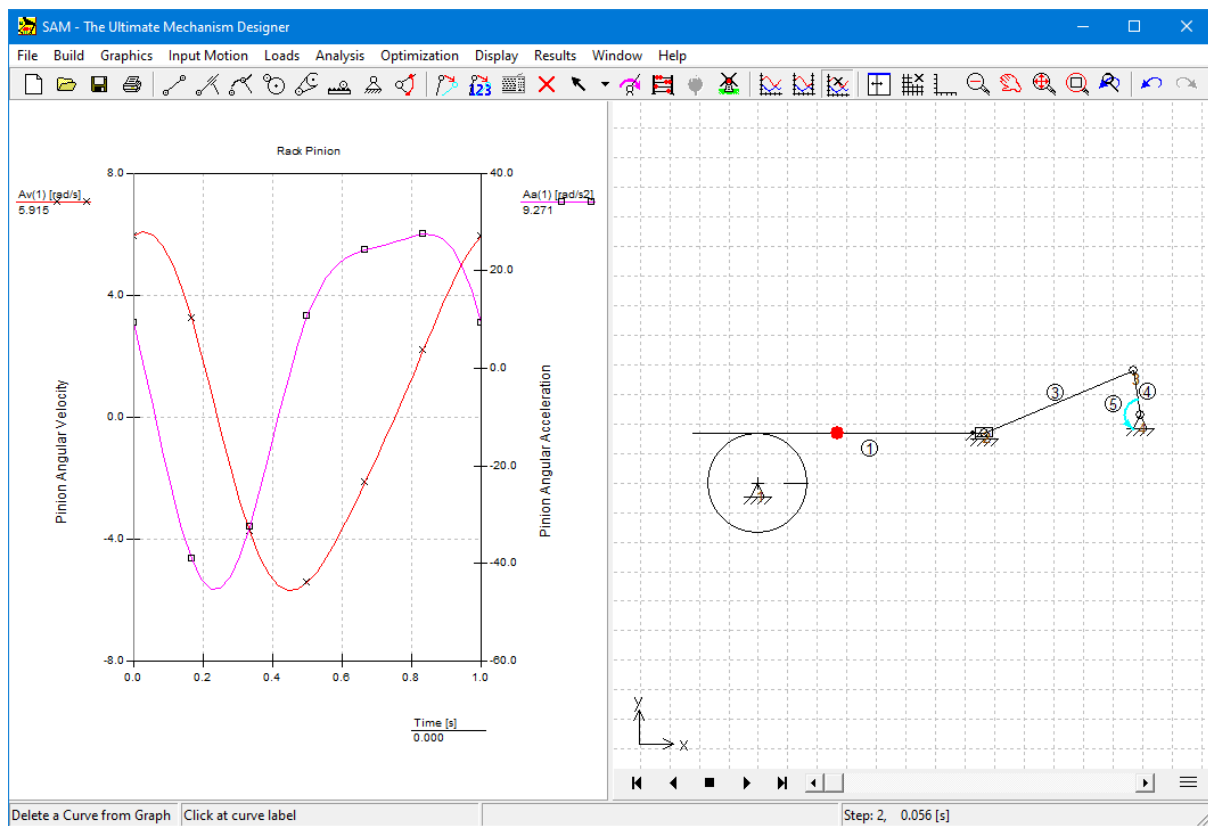 SAM - The Ultimate Mechanism Designer
File Build Graphics Input Motion Loads Analysis Optimization Display Results Window Help
123
Rack Pinion
8.0
40.0
Av(1) [rad/s]
5.915
Aa(1) [rad/s2]
9.271
20.0
4.0
0.0
0.0
Pinion Angular Velocity
Pinion Angular Acceleration
-20.0
-4.0
-40.0
-8.0
-60.0
0.0 0.2 0.4 0.6 0.8 1.0
Time [s]
0.000
3
4
5
1
y
x
Delete a Curve from Graph Click at curve label Step: 2, 0.056 [s]